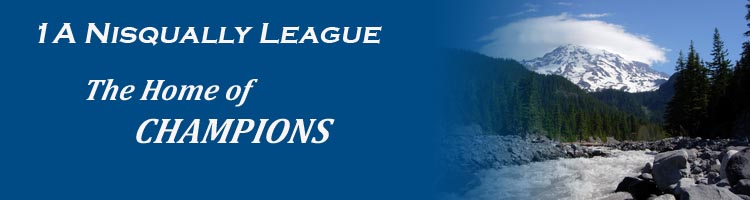 1A Nisqually League
The Home of
CHAMPIONS